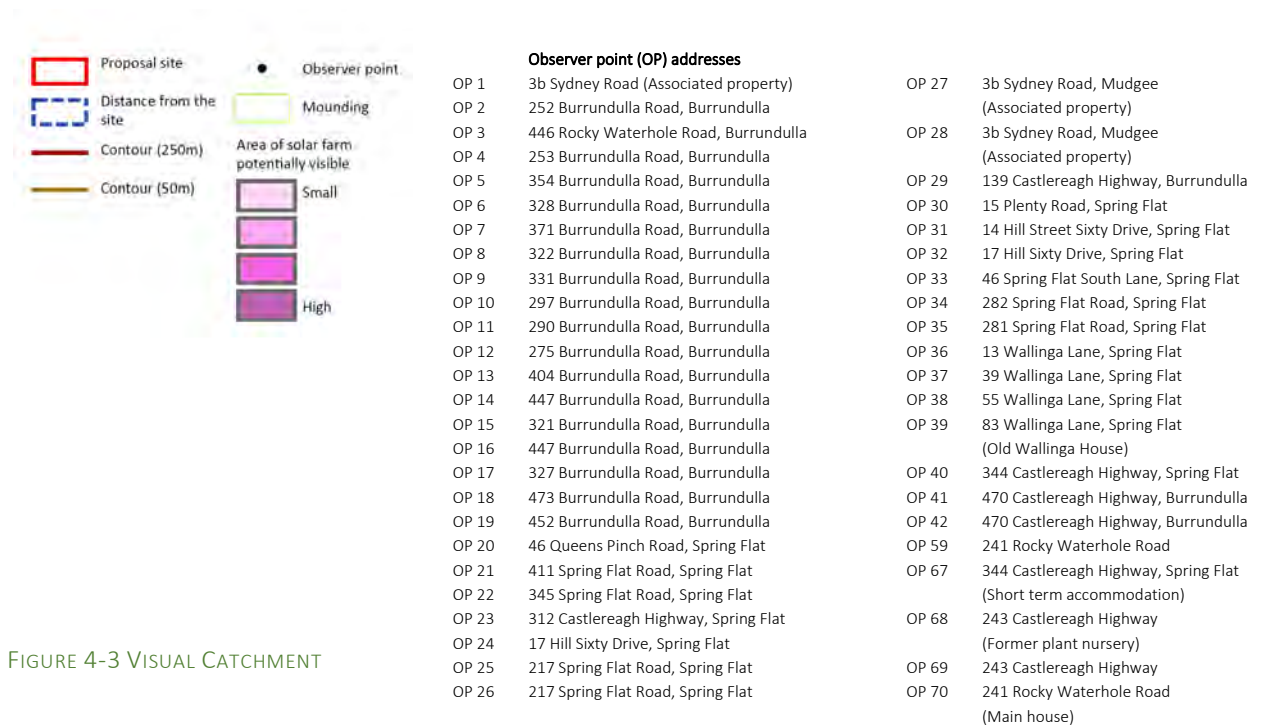 Proposal site
Distance from the
site
Contour (250m)
Contour (50m)
Observer point
Mounding
Area of solar farm
potentially visible
Small
High
FIGURE 4-3 VISUAL CATCHMENT
Observer point (OP) addresses
OP 1 3b Sydney Road (Associated property)
OP 2 252 Burrundulla Road, Burrundulla
OP 3 446 Rocky Waterhole Road, Burrundulla
OP 4 253 Burrundulla Road, Burrundulla
OP 5 354 Burrundulla Road, Burrundulla
OP 6 328 Burrundulla Road, Burrundulla
OP 7 371 Burrundulla Road, Burrundulla
OP 8 322 Burrundulla Road, Burrundulla
OP 9 331 Burrundulla Road, Burrundulla
OP 10 297 Burrundulla Road, Burrundulla
OP 11 290 Burrundulla Road, Burrundulla
OP 12 275 Burrundulla Road, Burrundulla
OP 13 404 Burrundulla Road, Burrundulla
OP 14 447 Burrundulla Road, Burrundulla
OP 15 321 Burrundulla Road, Burrundulla
OP 16 447 Burrundulla Road, Burrundulla
OP 17 327 Burrundulla Road, Burrundulla
OP 18 473 Burrundulla Road, Burrundulla
OP 19 452 Burrundulla Road, Burrundulla
OP 20 46 Queens Pinch Road, Spring Flat
OP 21 411 Spring Flat Road, Spring Flat
OP 22 345 Spring Flat Road, Spring Flat
OP 23 312 Castlereagh Highway, Spring Flat
OP 24 17 Hill Sixty Drive, Spring Flat
OP 25 217 Spring Flat Road, Spring Flat
OP 26 217 Spring Flat Road, Spring Flat
OP 27 3b Sydney Road, Mudgee
(Associated property)
OP 28 3b Sydney Road, Mudgee
(Associated property)
OP 29 139 Castlereagh Highway, Burrundulla
OP 30 15 Plenty Road, Spring Flat
OP 31 14 Hill Street Sixty Drive, Spring Flat
OP 32 17 Hill Sixty Drive, Spring Flat
OP 33 46 Spring Flat South Lane, Spring Flat
OP 34 282 Spring Flat Road, Spring Flat
OP 35 281 Spring Flat Road, Spring Flat
OP 36 13 Wallinga Lane, Spring Flat
OP 37 39 Wallinga Lane, Spring Flat
OP 38 55 Wallinga Lane, Spring Flat
OP 39 83 Wallinga Lane, Spring Flat
(Old Wallinga House)
OP 40 344 Castlereagh Highway, Spring Flat
OP 41 470 Castlereagh Highway, Burrundulla
OP 42 470 Castlereagh Highway, Burrundulla
OP 59 241 Rocky Waterhole Road
OP 67 344 Castlereagh Highway, Spring Flat
(Short term accommodation)
OP 68 243 Castlereagh Highway
(Former plant nursery)
OP 69 243 Castlereagh Highway
OP 70 241 Rocky Waterhole Road
(Main house)